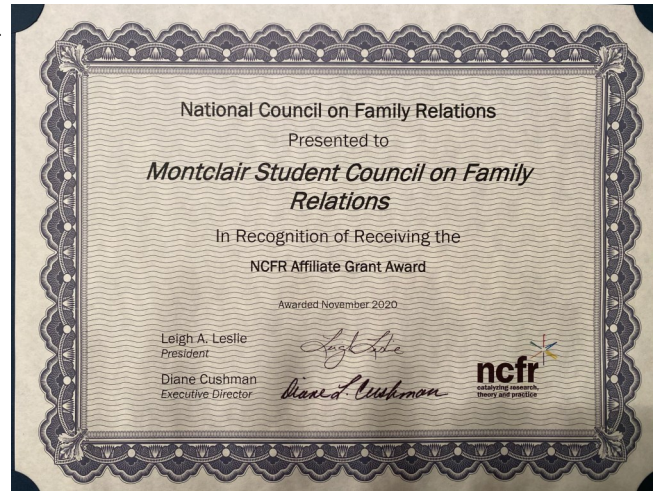 National Council on Family Relations
Presented to
Montclair Student Council on Family
Relations
In Recognition of Receiving the
NCFR Affiliate Grant Award
Awarded November 2020
Leigh A. Leslie
President
Leigh Leslie
Diane Cushman
Executive Director
Diane L. Cushman
ncfr
catalyzing research,
theory and practice